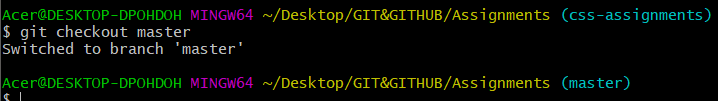 Acer@DESKTOP-DPOHDOH MINGW64 ~/Desktop/GIT&GITHUB/Assignments (css-assignments)
$ git checkout master
Switched to branch 'master'
Acer@DESKTOP-DPOHDOH MINGW64 ~/Desktop/GIT&GITHUB/Assignments (master)
$